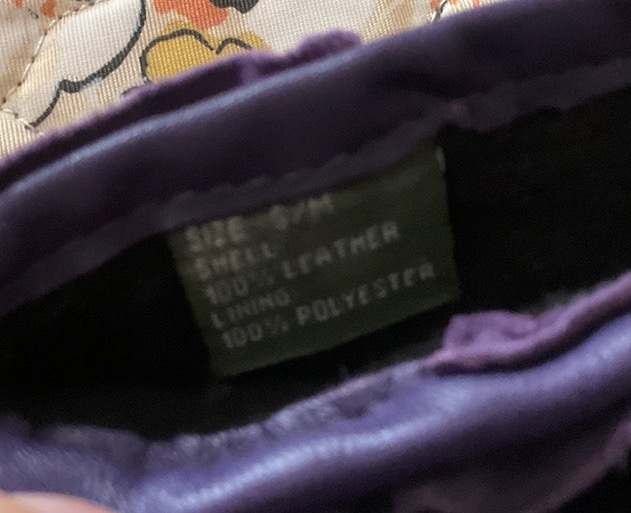 SIZE S/M
SHELL
100% LEATHER
LINING
100% POLYESTER